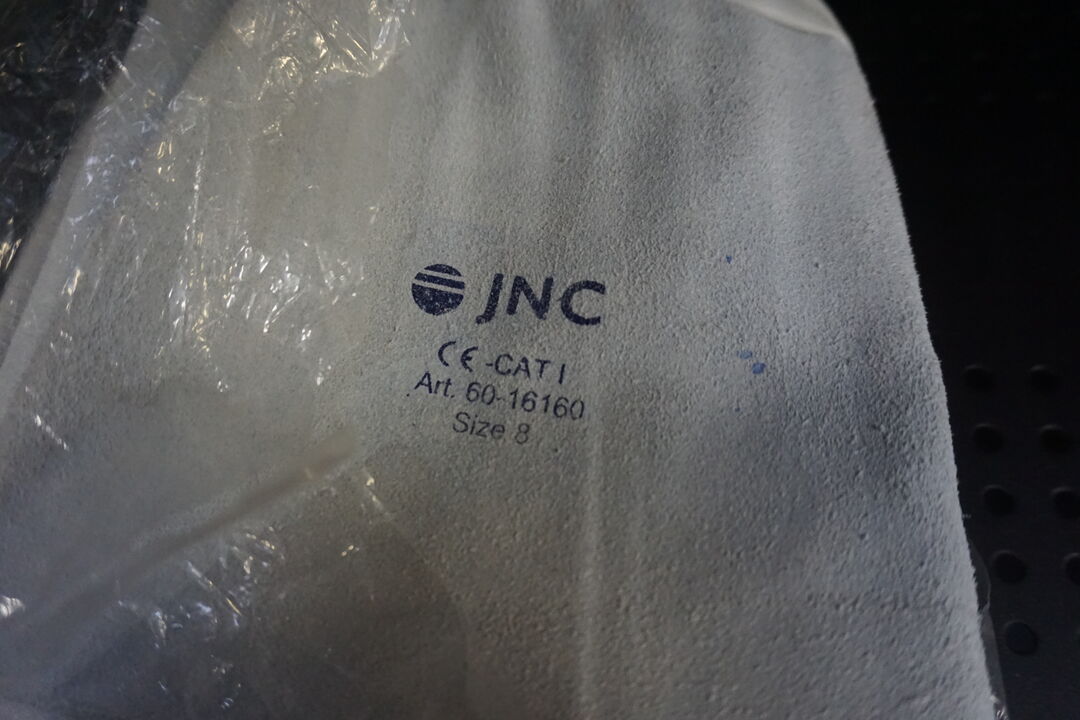 JNC
CE-CAT I
Art. 60-16160
Size 8